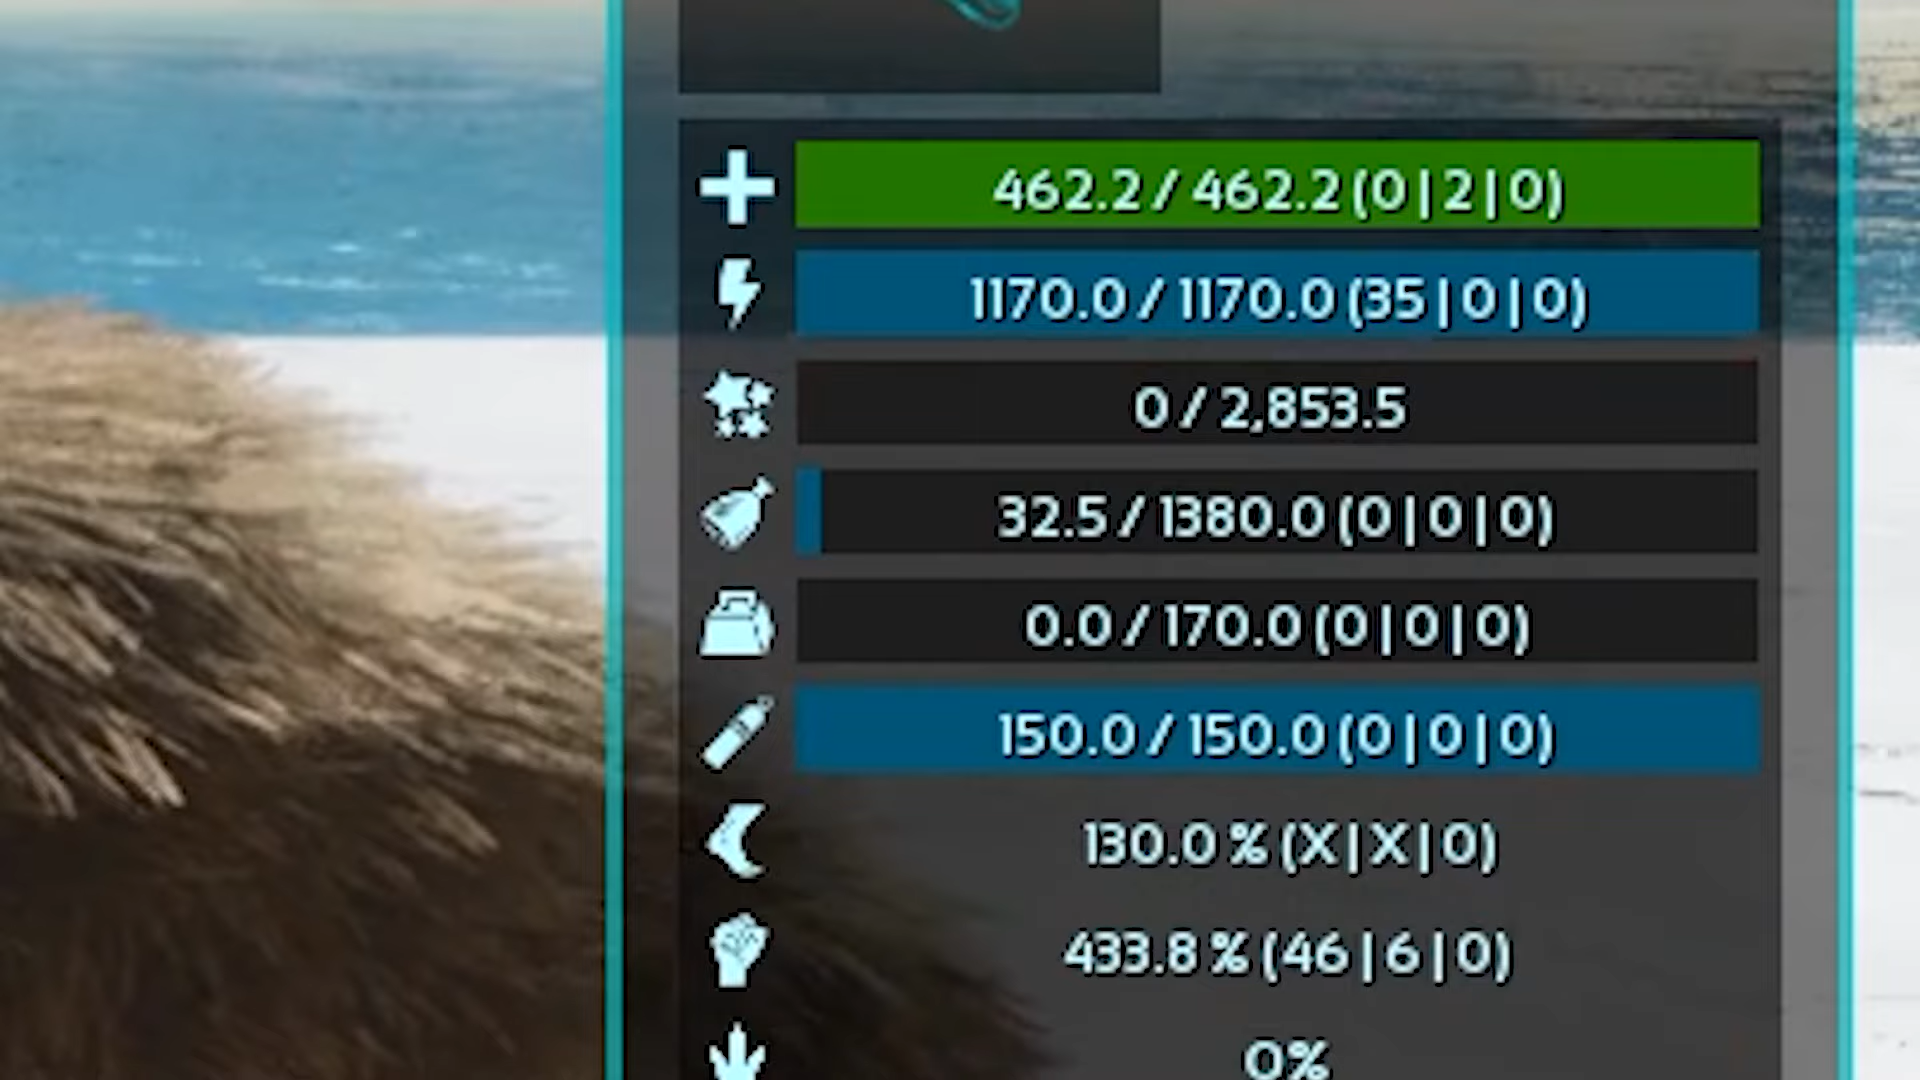 462.2 / 462.2 (0 | 2 | 0)
1170.0 / 1170.0 (35 | 0 | 0)
0 / 2,853.5
32.5 / 1380.0 (0 | 0 | 0)
0.0 / 170.0 (0 | 0 | 0)
150.0 / 150.0 (0 | 0 | 0)
130.0 % (X | X | 0)
433.8 % (46 | 6 | 0)
0%